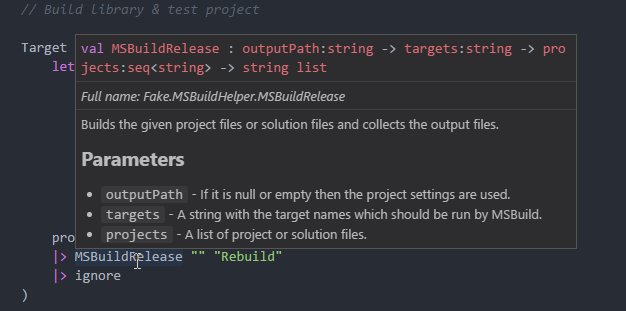 // Build library & test project
Target
val MSBuildRelease : outputPath:string -> targets:string -> pro
let
jects:seq<string> -> string list
Full name: Fake.MSBuildHelper.MSBuildRelease
Builds the given project files or solution files and collects the output files.
Parameters
• outputPath - If it is null or empty then the project settings are used.
• targets - A string with the target names which should be run by MSBuild.
• projects - A list of project or solution files.
pro
|> MSBuildRelease "" "Rebuild"
|> ignore
)